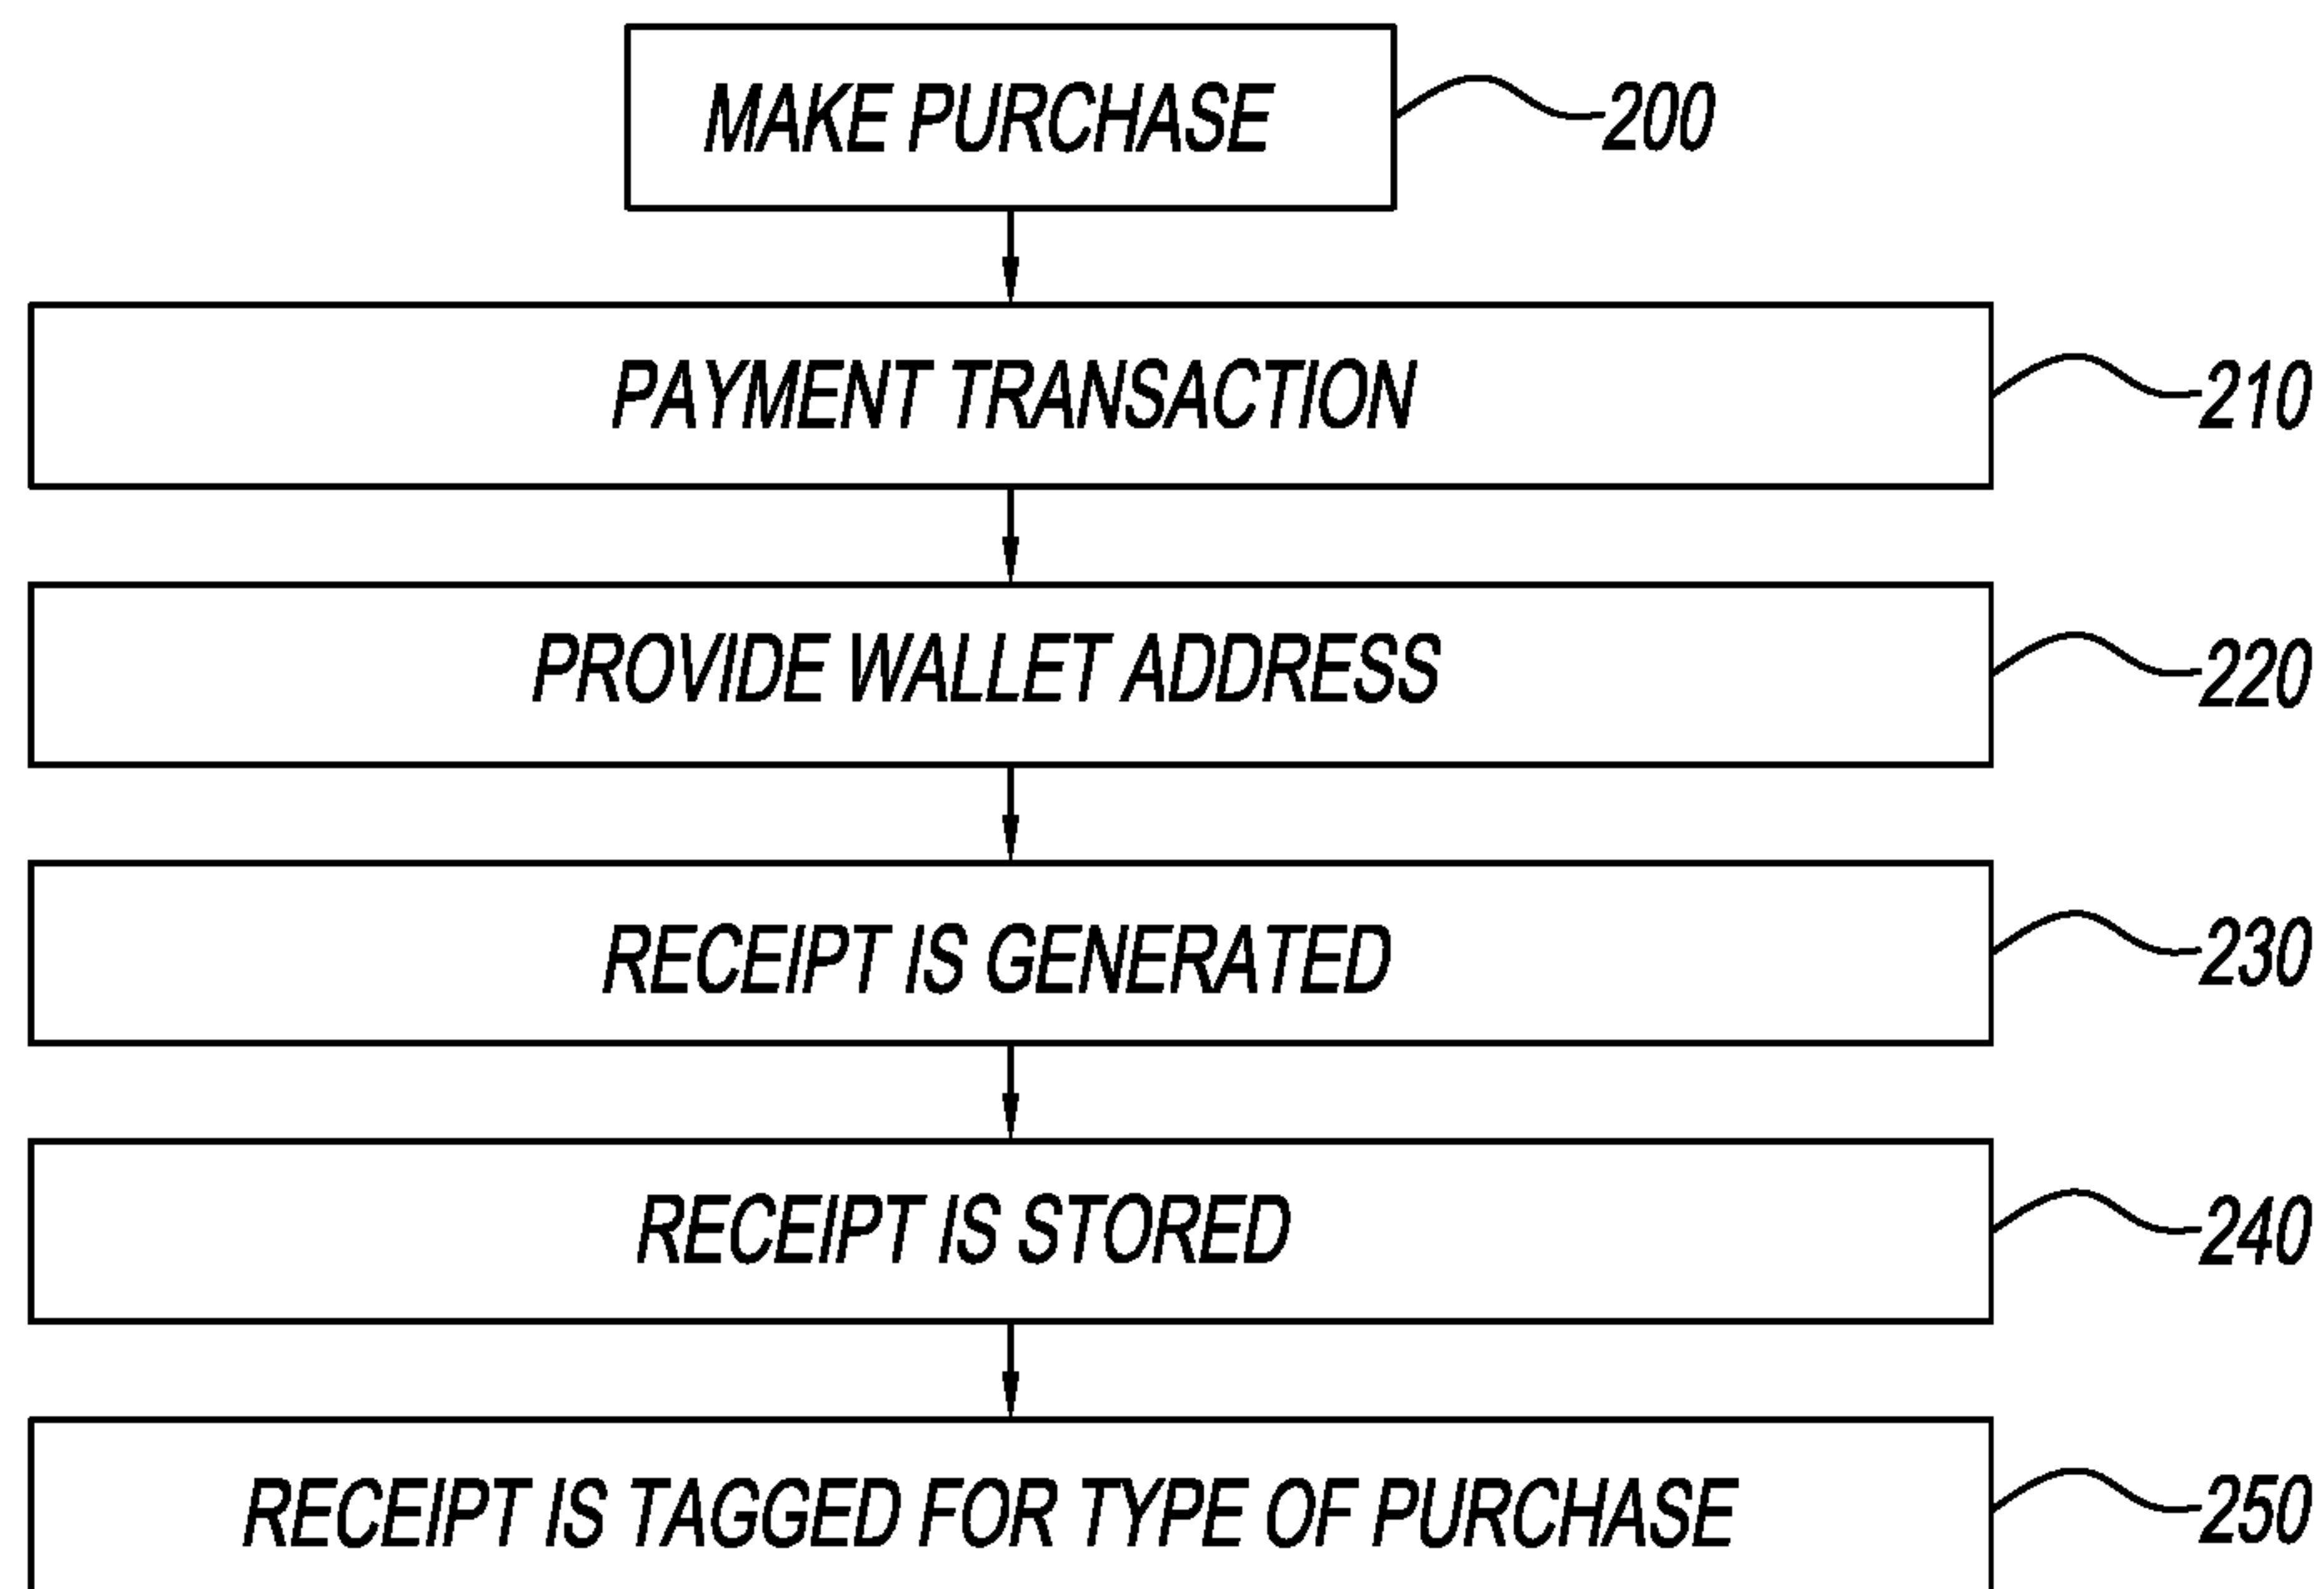 MAKE PURCHASE 200
PAYMENT TRANSACTION 210
PROVIDE WALLET ADDRESS 220
RECEIPT IS GENERATED 230
RECEIPT IS STORED 240
RECEIPT IS TAGGED FOR TYPE OF PURCHASE 250